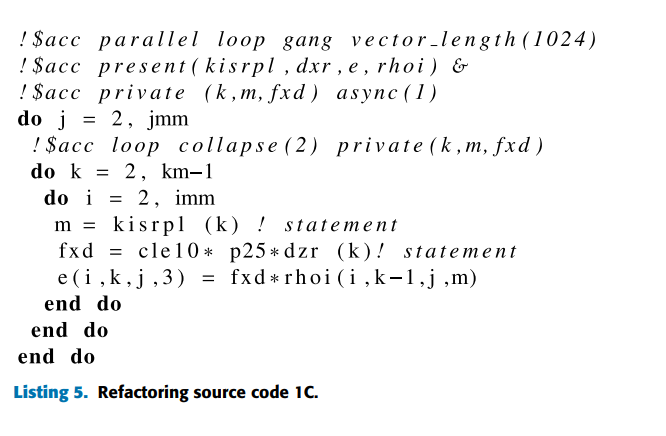 !$acc parallel loop gang vector_length(1024)
!$acc present(kisrpl,dxr,e,rhoi) &
!$acc private (k,m,fxd) async(1)
do j = 2, jmm
!$acc loop collapse(2) private(k,m,fxd)
do k = 2, km-1
do i = 2, imm
m = kisrpl (k) ! statement
fxd = cle10* p25*dzr (k)! statement
e(i,k,j,3) = fxd*rhoi(i,k-1,j,m)
end do
end do
end do
Listing 5. Refactoring source code 1C.